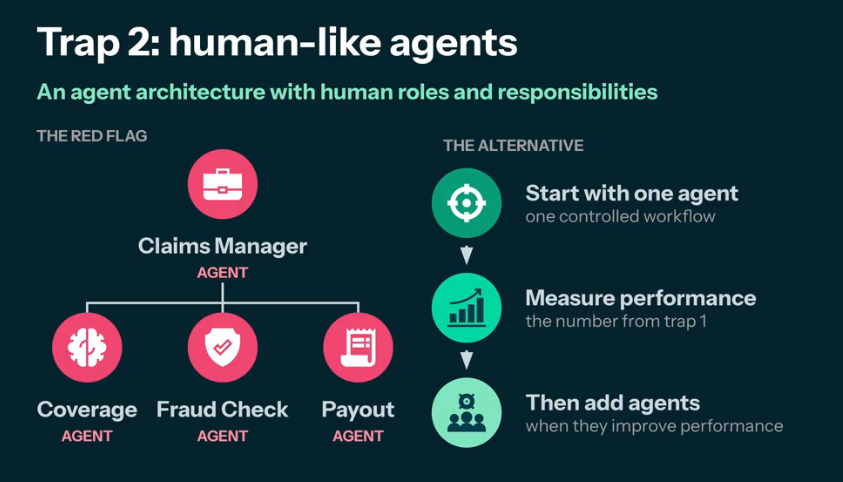 Trap 2: human-like agents
An agent architecture with human roles and responsibilities
THE RED FLAG
Claims Manager
AGENT
Coverage
AGENT
Fraud Check
AGENT
Payout
AGENT
THE ALTERNATIVE
Start with one agent
one controlled workflow
Measure performance
the number from trap 1
Then add agents
when they improve performance